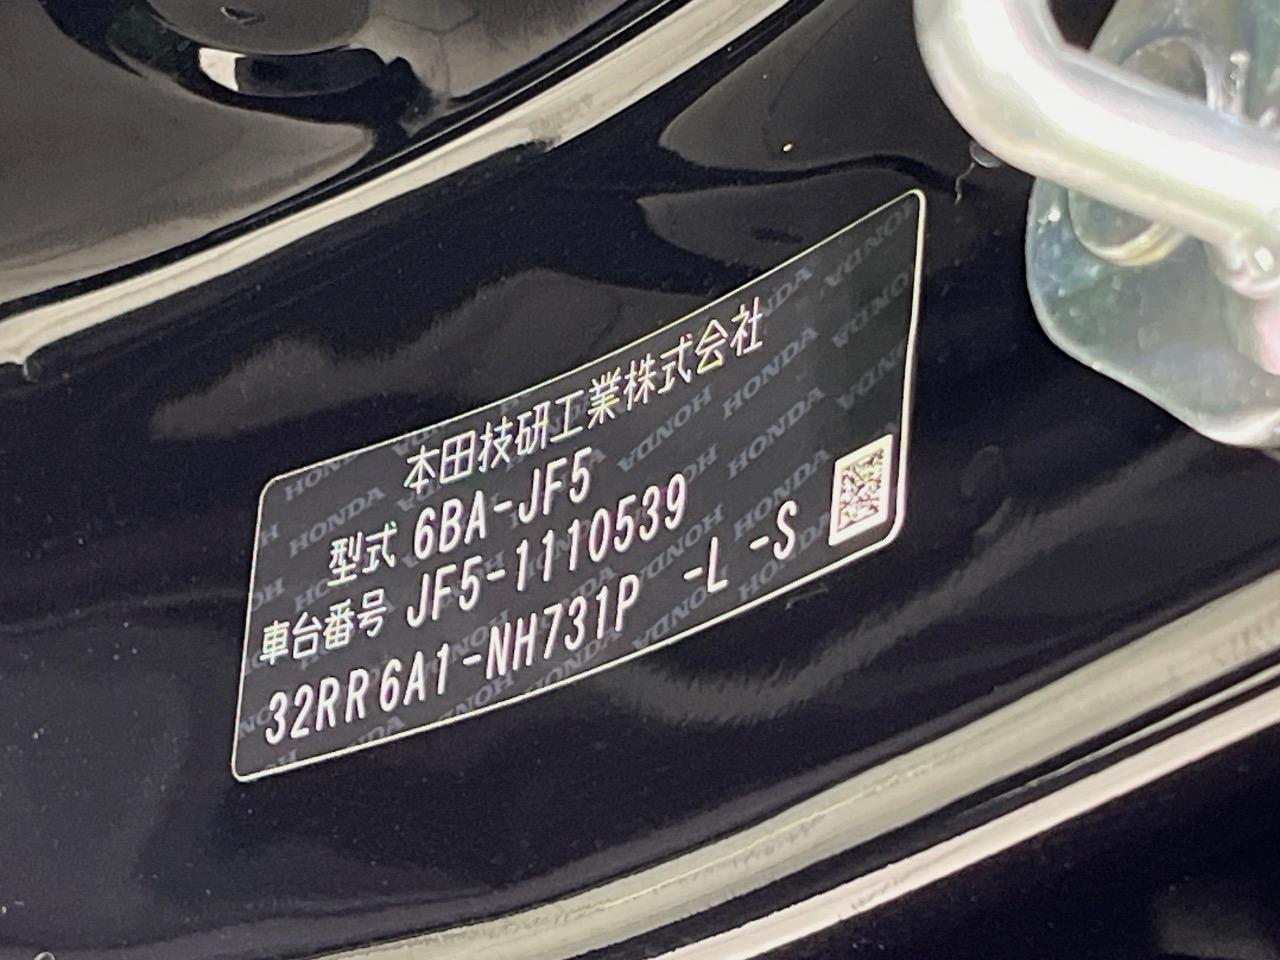 本田技研工業株式会社
型式 6BA-JF5
車台番号 JF5-1110539
32RR6A1-NH731P -L -S